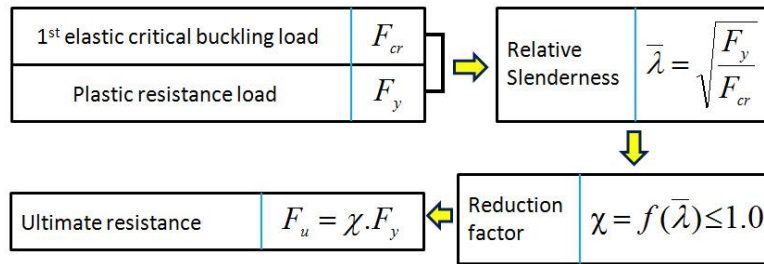 1st elastic critical buckling load F_cr
Plastic resistance load F_y
Relative
Slenderness
λ̅ = √(F_y / F_cr)
Reduction
factor
χ = f(λ̅) ≤ 1.0
Ultimate resistance F_u = χ.F_y